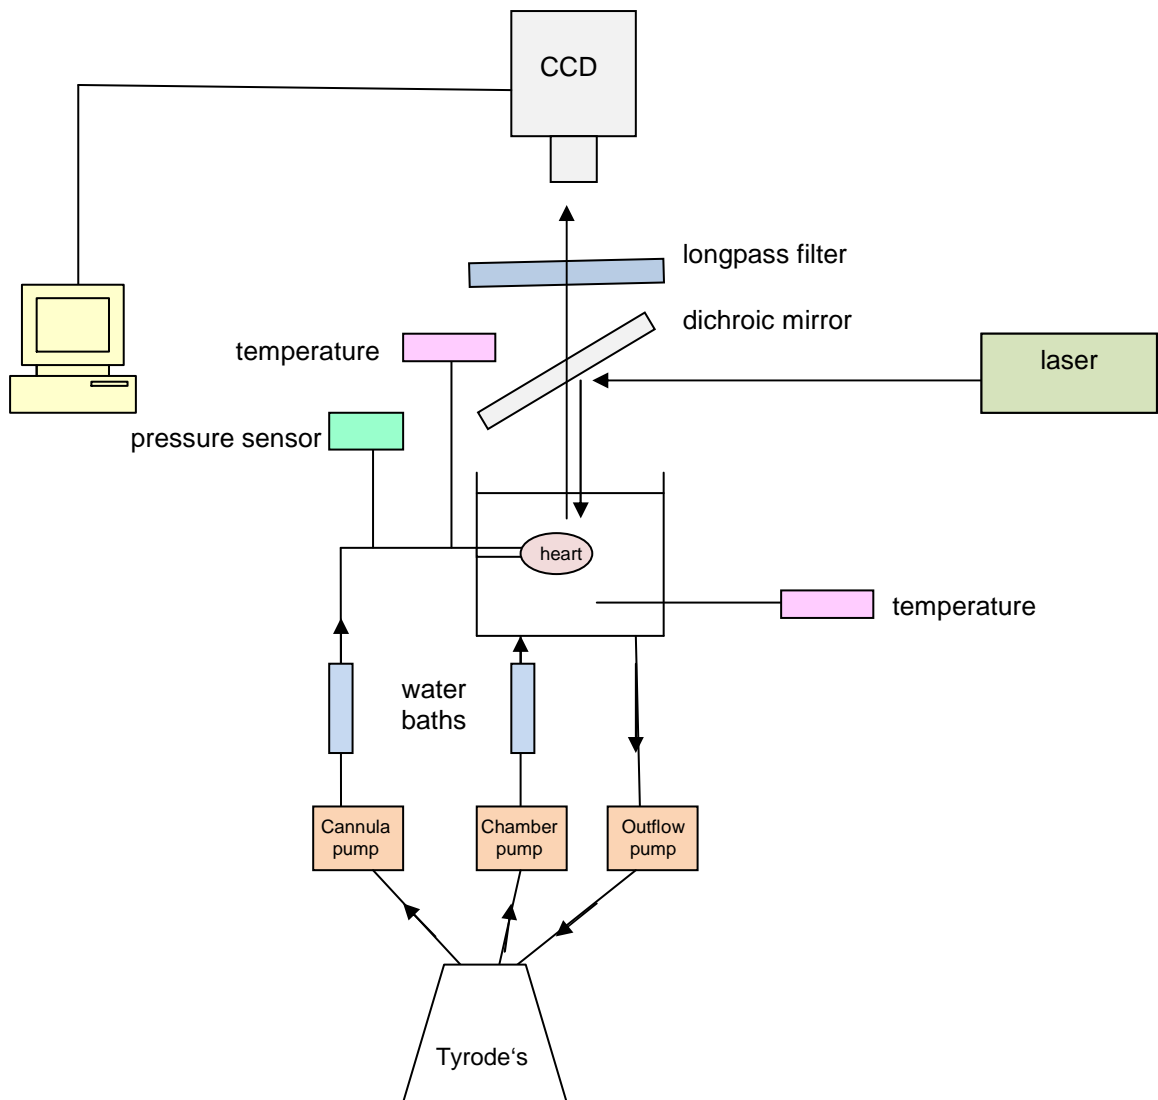 CCD
longpass filter
dichroic mirror
temperature
laser
pressure sensor
heart
temperature
water
baths
Cannula
pump
Chamber
pump
Outflow
pump
Tyrode‘s